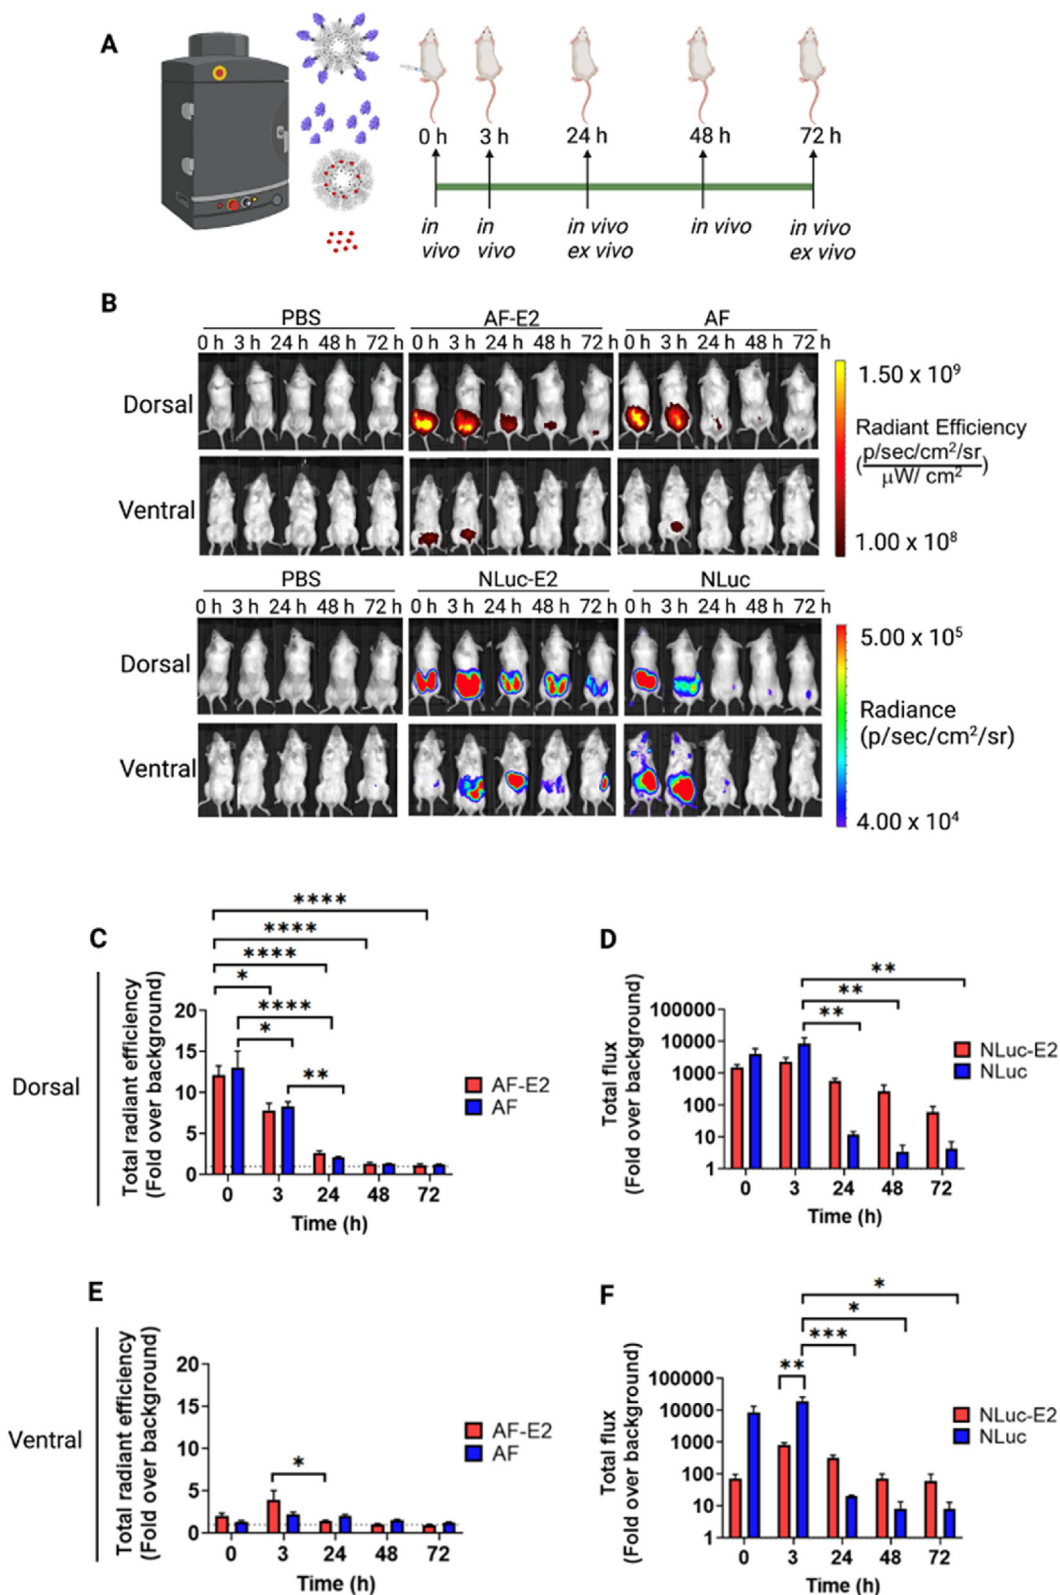 A
0 h 3 h 24 h 48 h 72 h
in vivo in vivo in vivo ex vivo in vivo in vivo ex vivo
B
PBS AF-E2 AF
0 h 3 h 24 h 48 h 72 h 0 h 3 h 24 h 48 h 72 h 0 h 3 h 24 h 48 h 72 h
Dorsal
Ventral
1.50 x 10⁹
Radiant Efficiency
(p/sec/cm²/sr
µW/ cm²)
1.00 x 10⁸
PBS NLuc-E2 NLuc
0 h 3 h 24 h 48 h 72 h 0 h 3 h 24 h 48 h 72 h 0 h 3 h 24 h 48 h 72 h
Dorsal
Ventral
5.00 x 10⁵
Radiance
(p/sec/cm²/sr)
4.00 x 10⁴
Dorsal
C
Total radiant efficiency
(Fold over background)
****
****
****
*
****
*
**
20
15
10
5
0
0 3 24 48 72
Time (h)
AF-E2
AF
D
Total flux
(Fold over background)
**
**
**
100000
10000
1000
100
10
1
0 3 24 48 72
Time (h)
NLuc-E2
NLuc
Ventral
E
Total radiant efficiency
(Fold over background)
20
15
10
5
0
*
0 3 24 48 72
Time (h)
AF-E2
AF
F
Total flux
(Fold over background)
*
*
***
**
100000
10000
1000
100
10
1
0 3 24 48 72
Time (h)
NLuc-E2
NLuc